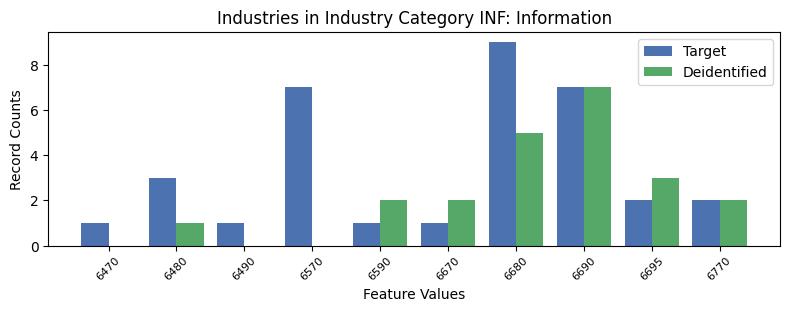 Industries in Industry Category INF: Information
Target
Deidentified
Record Counts
8
6
4
2
0
6470 6480 6490 6570 6590 6670 6680 6690 6695 6770
Feature Values